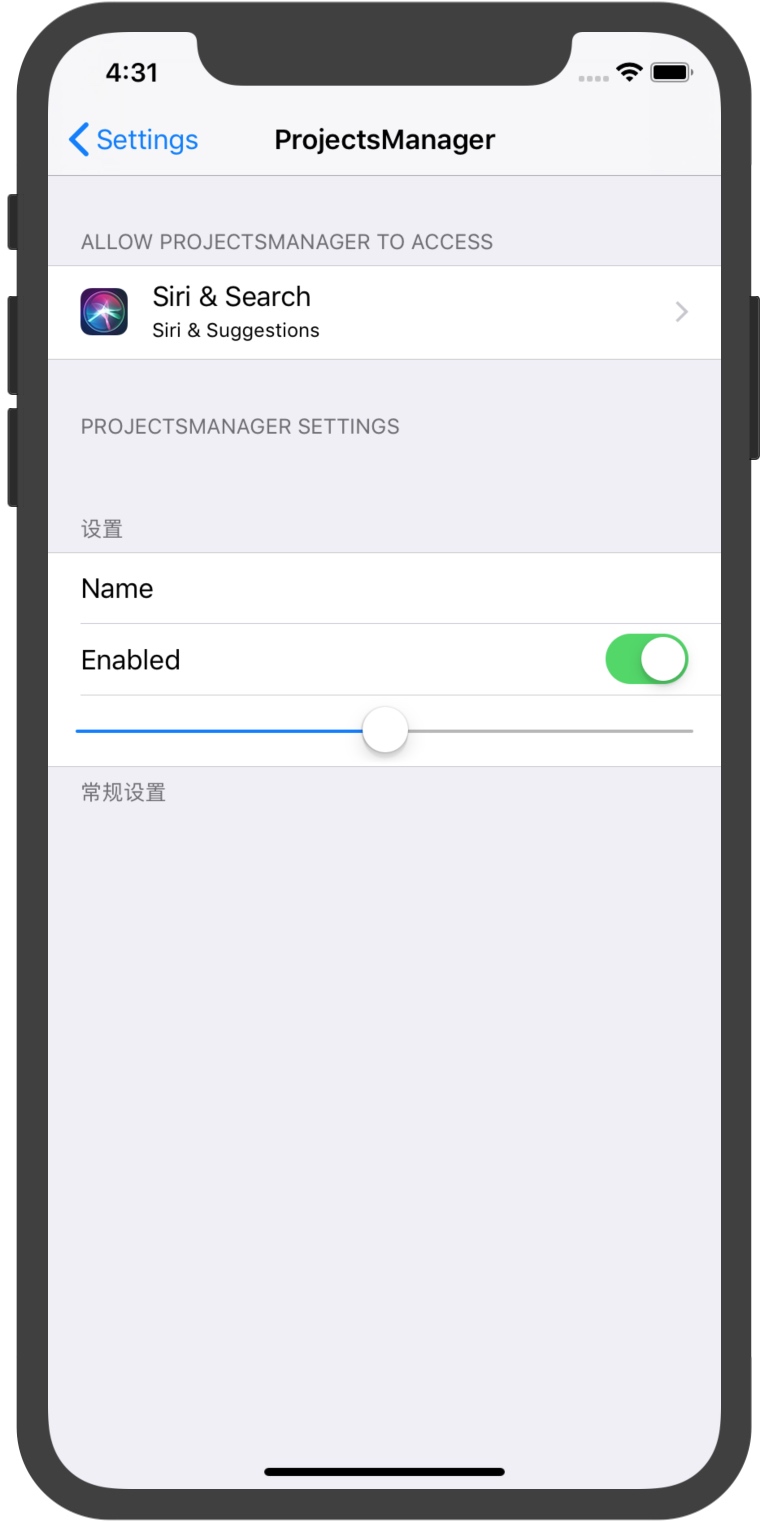 4:31
Settings
ProjectsManager
ALLOW PROJECTSMANAGER TO ACCESS
Siri & Search
Siri & Suggestions
PROJECTSMANAGER SETTINGS
设置
Name
Enabled
常规设置